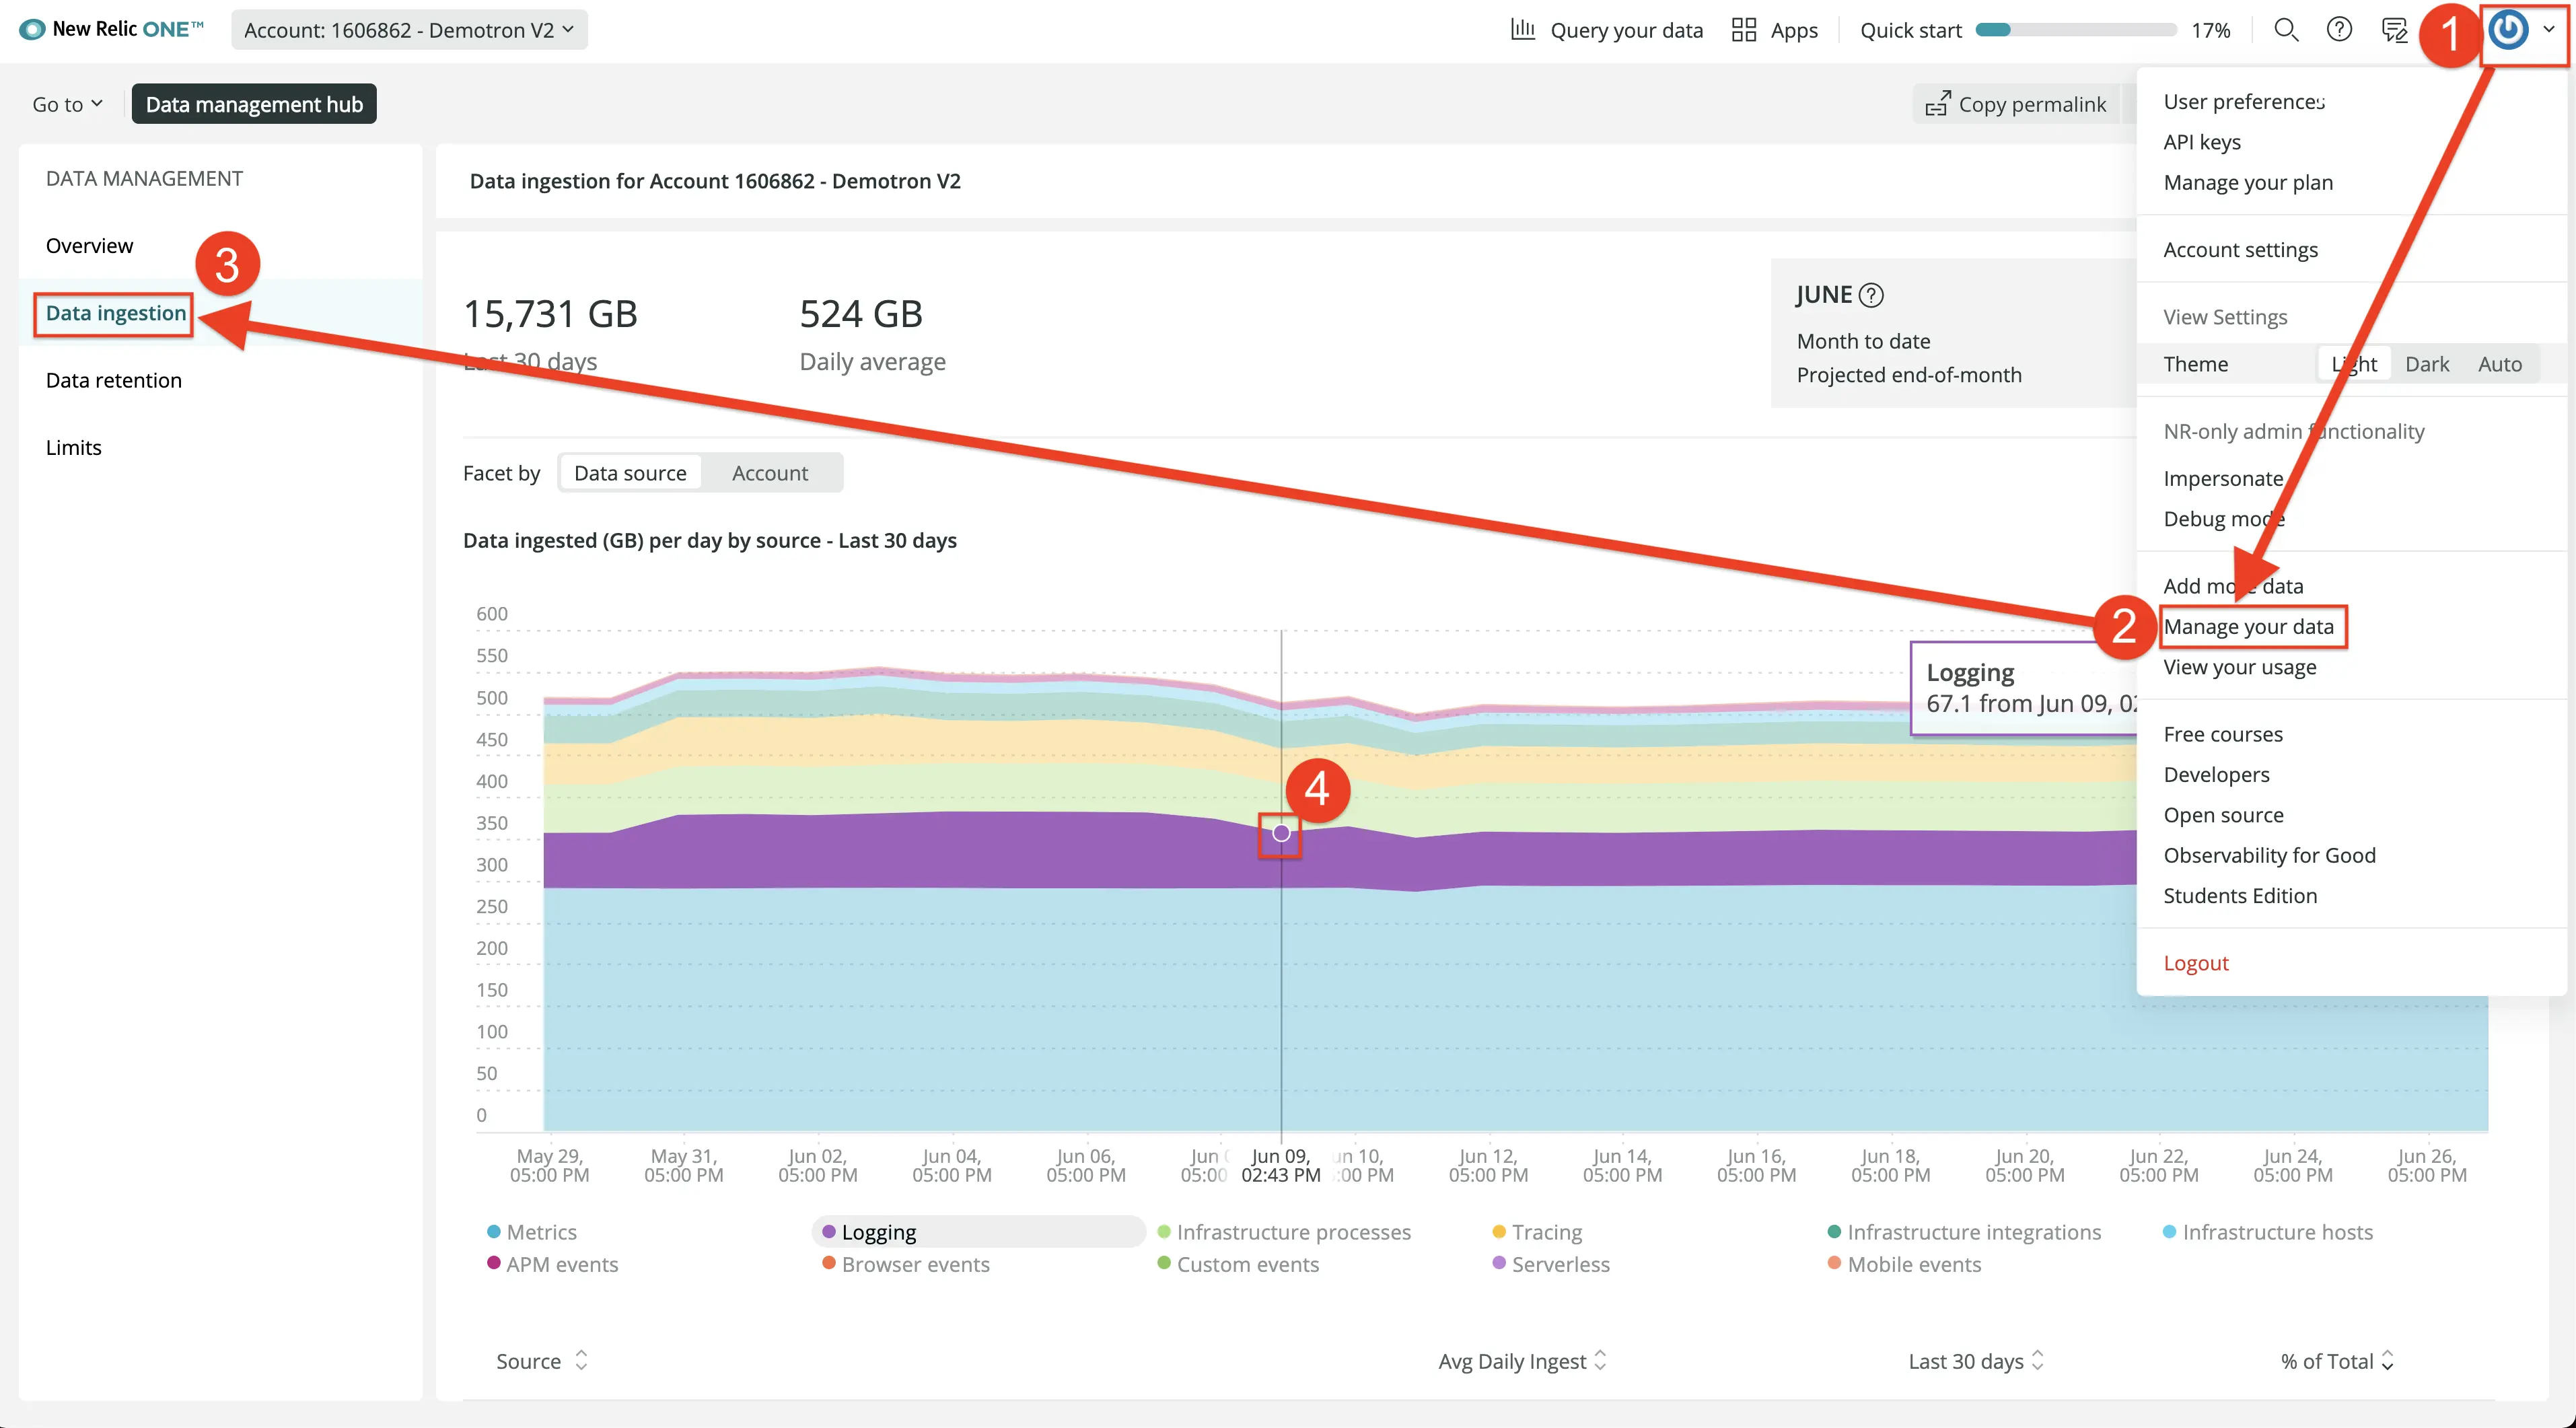 New Relic ONE™
Account: 1606862 - Demotron V2
Query your data
Apps
Quick start
17%
1
Go to
Data management hub
Copy permalink
DATA MANAGEMENT
Overview
3
Data ingestion
Data retention
Limits
Data ingestion for Account 1606862 - Demotron V2
15,731 GB
Last 30 days
524 GB
Daily average
JUNE
Month to date
Projected end-of-month
Facet by
Data source
Account
Data ingested (GB) per day by source - Last 30 days
600
550
500
450
400
350
300
250
200
150
100
50
0
4
Logging
67.1 from Jun 09,
May 29,
05:00 PM
May 31,
05:00 PM
Jun 02,
05:00 PM
Jun 04,
05:00 PM
Jun 06,
05:00 PM
Jun
Jun 09,
02:43 PM
10,
PM
Jun 12,
05:00 PM
Jun 14,
05:00 PM
Jun 16,
05:00 PM
Jun 18,
05:00 PM
Jun 20,
05:00 PM
Jun 22,
05:00 PM
Jun 24,
05:00 PM
Jun 26,
05:00 PM
Metrics
Logging
Infrastructure processes
Tracing
Infrastructure integrations
Infrastructure hosts
APM events
Browser events
Custom events
Serverless
Mobile events
Source
Avg Daily Ingest
Last 30 days
% of Total
User preferences
API keys
Manage your plan
Account settings
View Settings
Theme
Light
Dark
Auto
NR-only admin functionality
Impersonate
Debug mode
Add more data
2
Manage your data
View your usage
Free courses
Developers
Open source
Observability for Good
Students Edition
Logout